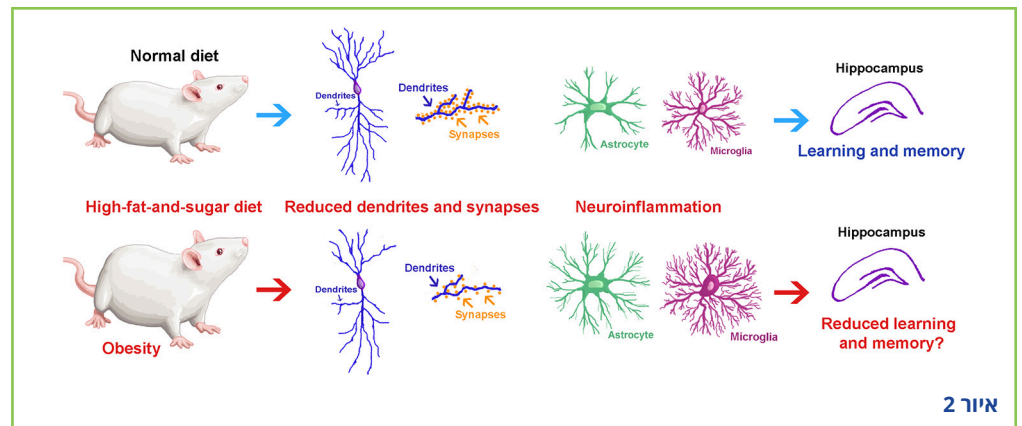 Normal diet
Dendrites
Dendrites
Synapses
Astrocyte
Microglia
Hippocampus
Learning and memory
High-fat-and-sugar diet
Reduced dendrites and synapses
Neuroinflammation
Obesity
Dendrites
Dendrites
Synapses
Astrocyte
Microglia
Hippocampus
Reduced learning
and memory?
איור 2